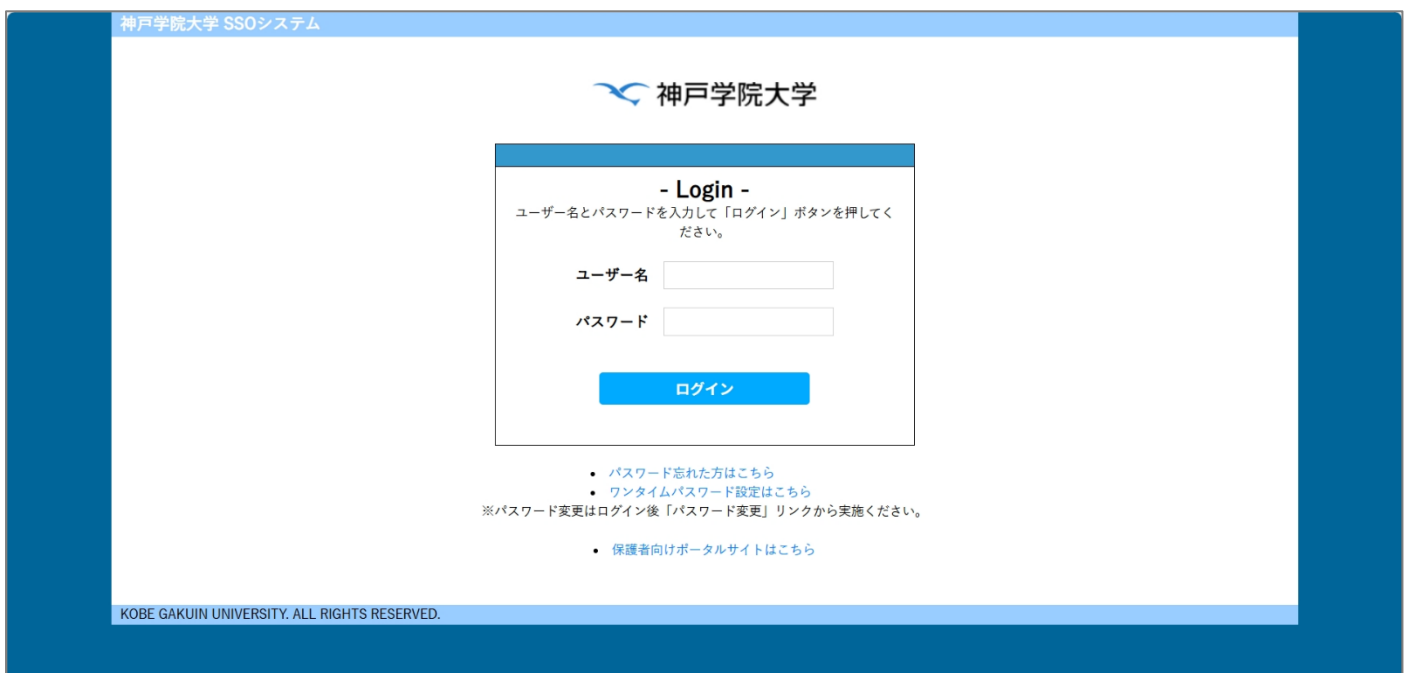 神戸学院大学 SSOシステム
神戸学院大学
- Login -
ユーザー名とパスワードを入力して「ログイン」ボタンを押してく
ださい。
ユーザー名
パスワード
ログイン
• パスワード忘れた方はこちら
• ワンタイムパスワード設定はこちら
※パスワード変更はログイン後「パスワード変更」リンクから実施ください。
• 保護者向けポータルサイトはこちら
KOBE GAKUIN UNIVERSITY. ALL RIGHTS RESERVED.